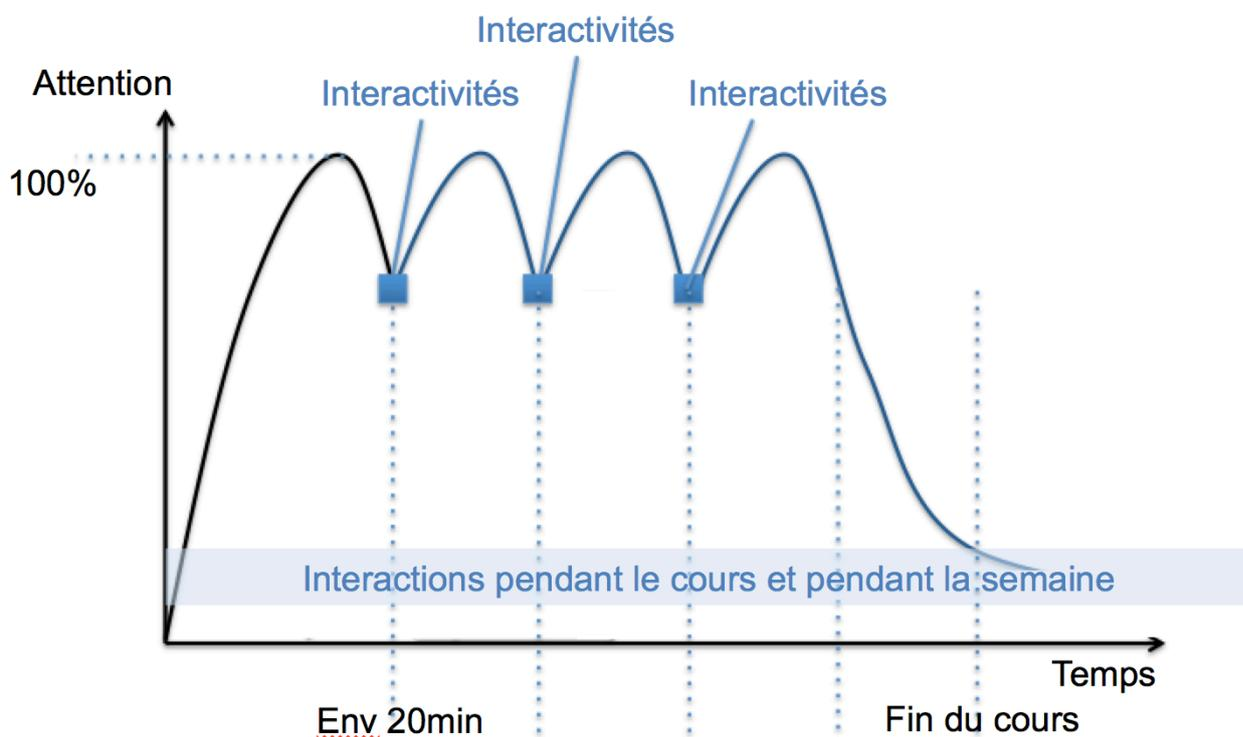 Interactivités
Attention
Interactivités
Interactivités
100%
Interactions pendant le cours et pendant la semaine
Temps
Env 20min
Fin du cours